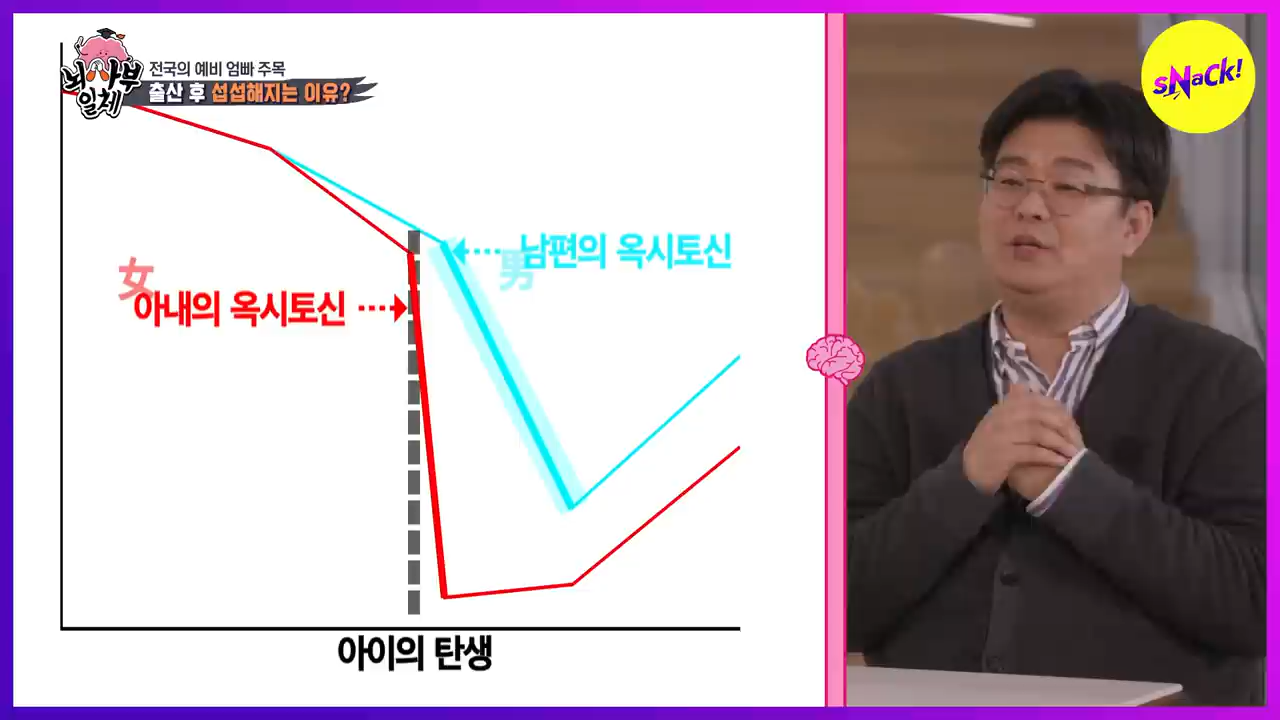 뇌사부
일체
전국의 예비 엄빠 주목
출산 후 섭섭해지는 이유?
sNaCk!
남편의 옥시토신
男
女
아내의 옥시토신
아이의 탄생